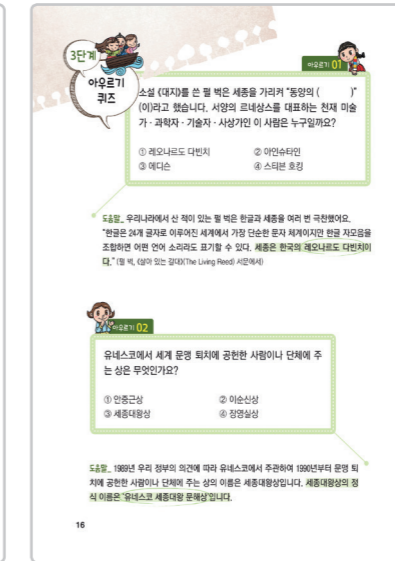 3단계
아우르기
퀴즈
아우르기 01
소설 《대지》를 쓴 펄 벅은 세종을 가리켜 "동양의 (          )"
(이)라고 했습니다. 서양의 르네상스를 대표하는 천재 미술
가 · 과학자 · 기술자 · 사상가인 이 사람은 누구일까요?
① 레오나르도 다빈치 ② 아인슈타인
③ 에디슨 ④ 스티븐 호킹
도움말_ 우리나라에서 산 적이 있는 펄 벅은 한글과 세종을 여러 번 극찬했어요.
"한글은 24개 글자로 이루어진 세계에서 가장 단순한 문자 체계이지만 한글 자모음을
조합하면 어떤 언어 소리라도 표기할 수 있다. 세종은 한국의 레오나르도 다빈치이
다." (펄 벅, 《살아 있는 갈대》(The Living Reed) 서문에서)
아우르기 02
유네스코에서 세계 문맹 퇴치에 공헌한 사람이나 단체에 주
는 상은 무엇인가요?
① 안중근상 ② 이순신상
③ 세종대왕상 ④ 장영실상
도움말_ 1989년 우리 정부의 의견에 따라 유네스코에서 주관하여 1990년부터 문맹 퇴
치에 공헌한 사람이나 단체에 주는 상의 이름은 세종대왕상입니다. 세종대왕상의 정
식 이름은 '유네스코 세종대왕 문해상'입니다.
16